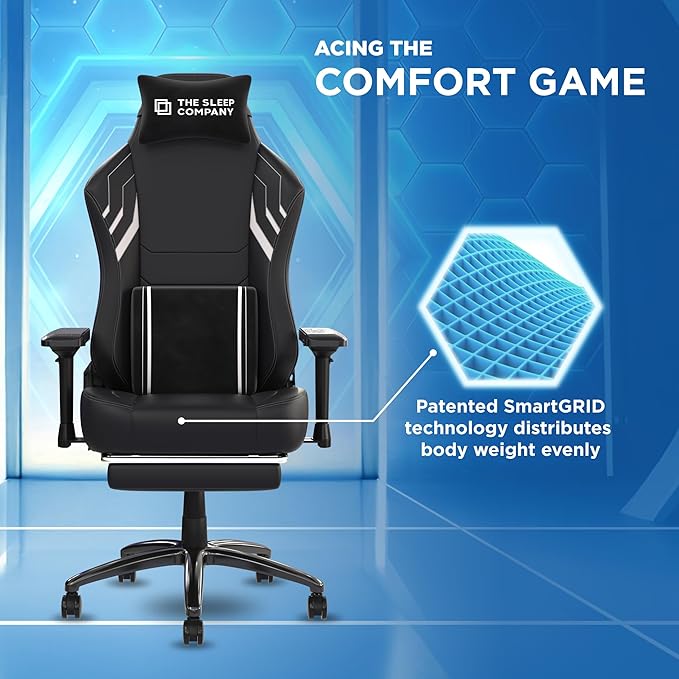 ACING THE
COMFORT GAME
THE SLEEP
COMPANY
Patented SmartGRID
technology distributes
body weight evenly